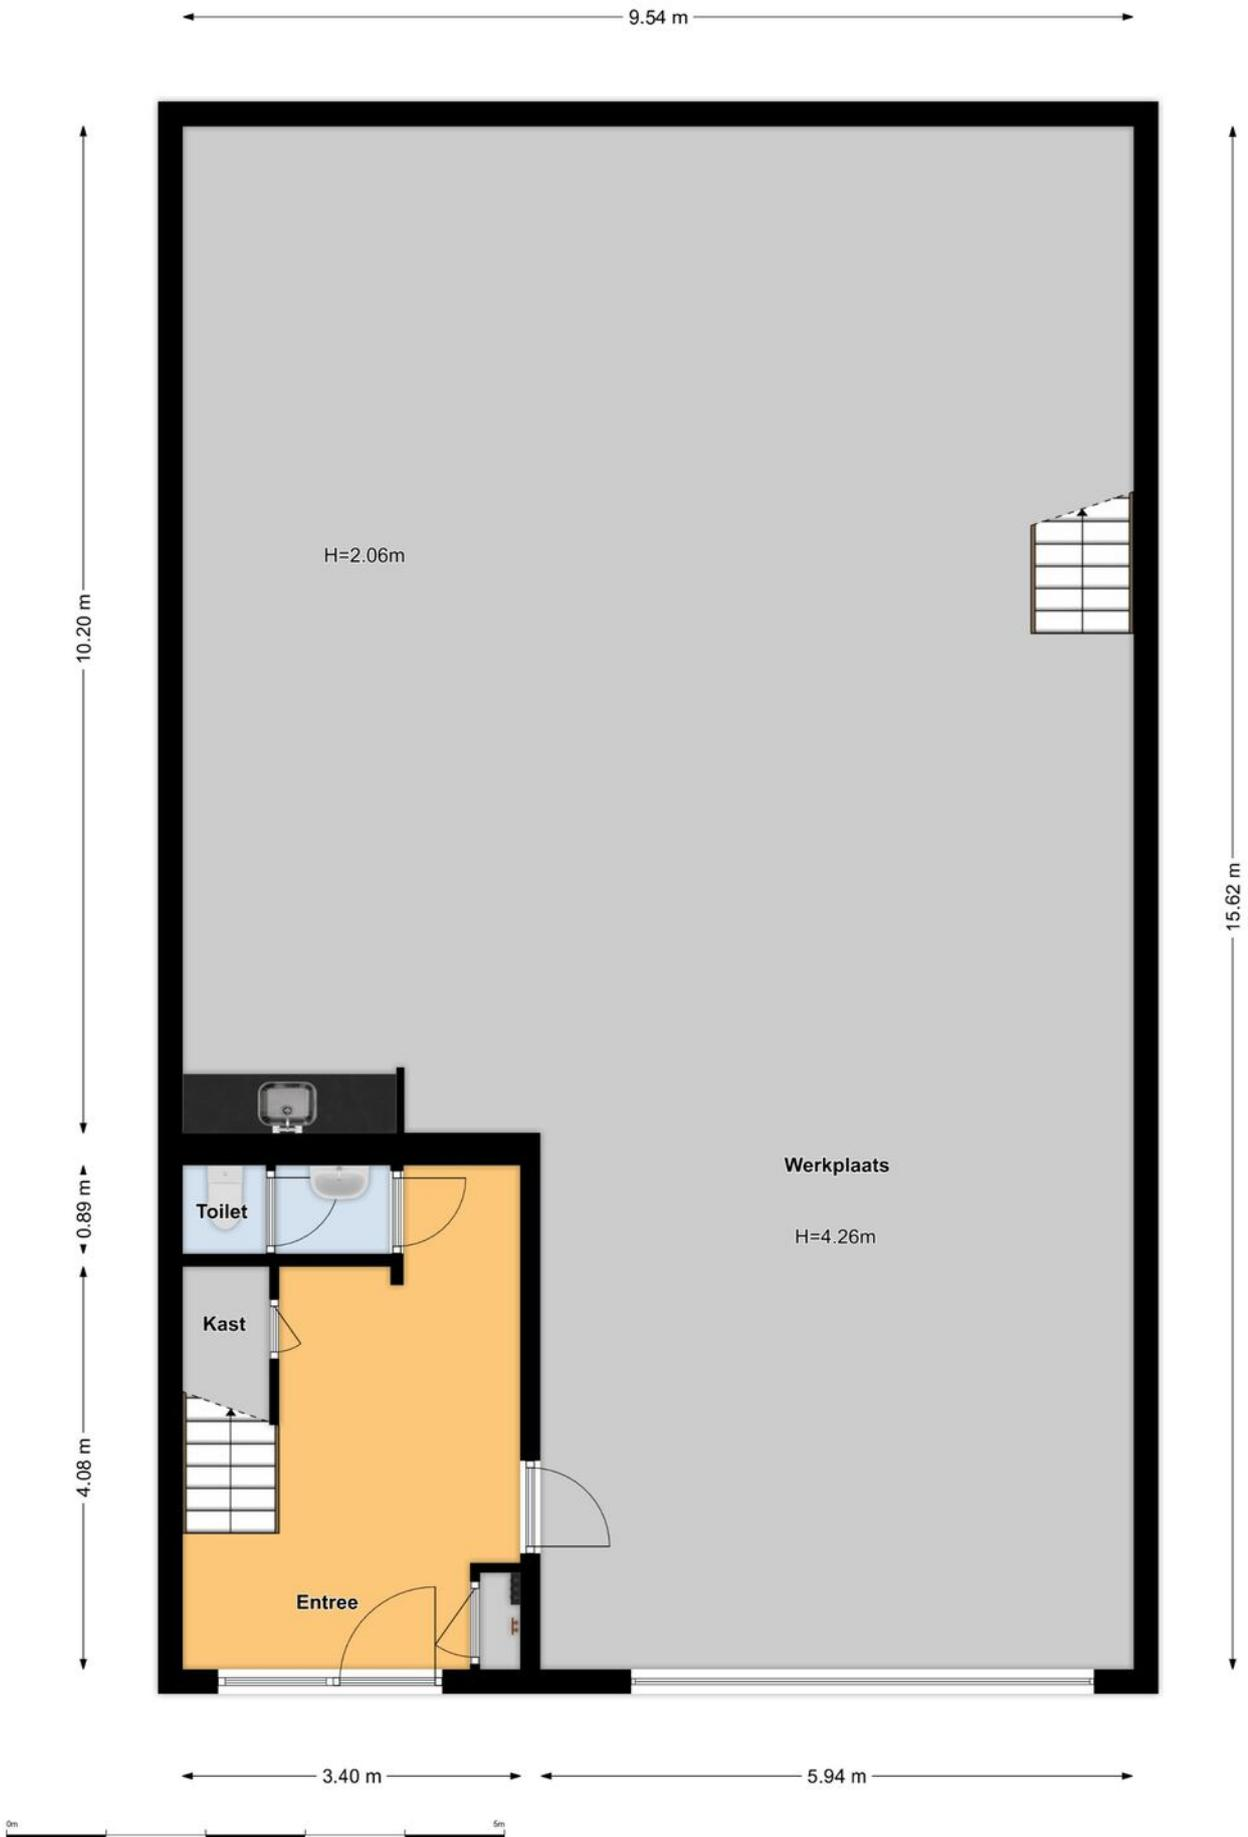 9.54 m
H=2.06m
10.20 m
15.62 m
Werkplaats
0.89 m
Toilet
H=4.26m
Kast
4.08 m
Entree
3.40 m
5.94 m
0m
5m